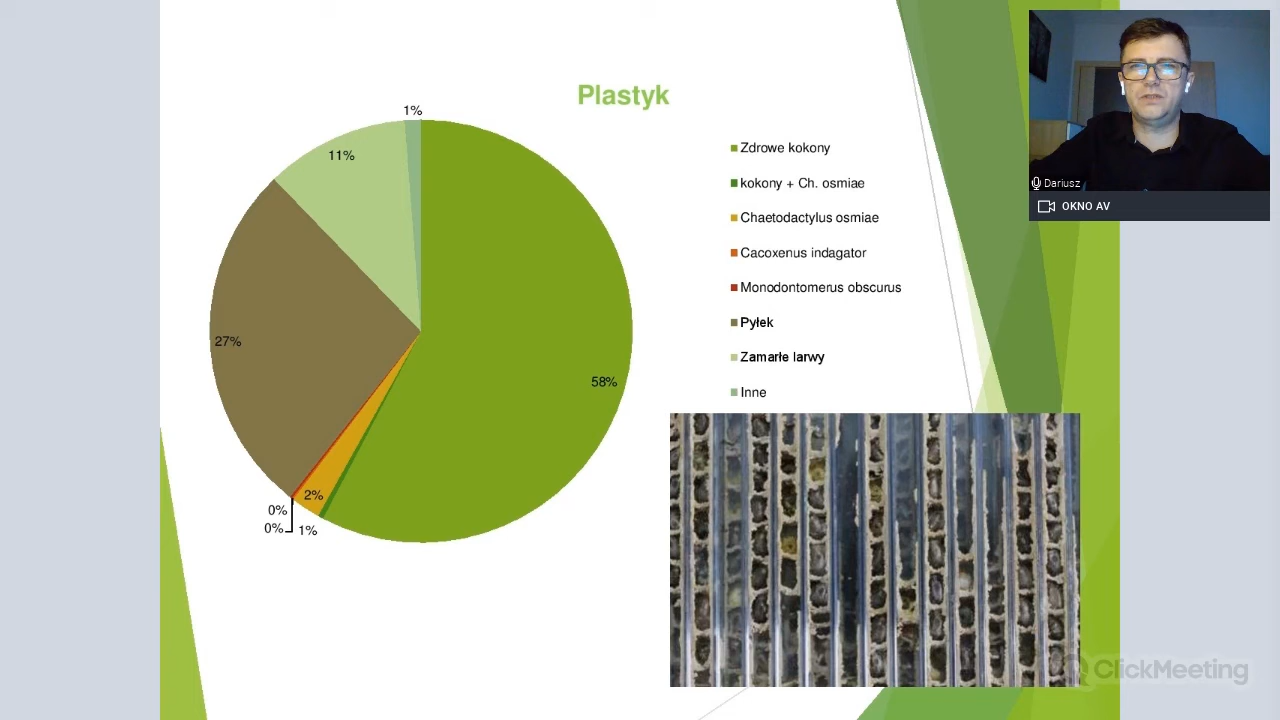 Plastyk
1%
11%
27%
58%
2%
0%
0%
1%
Zdrowe kokony
kokony + Ch. osmiae
Chaetodactylus osmiae
Cacoxenus indagator
Monodontomerus obscurus
Pyłek
Zamarłe larwy
Inne
Dariusz
OKNO AV
ClickMeeting